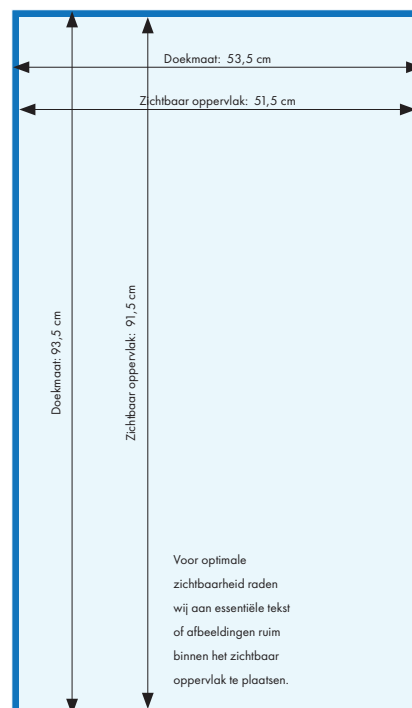 Doekmaat: 53,5 cm
Zichtbaar oppervlak: 51,5 cm
Doekmaat: 93,5 cm
Zichtbaar oppervlak: 91,5 cm
Voor optimale
zichtbaarheid raden
wij aan essentiële tekst
of afbeeldingen ruim
binnen het zichtbaar
oppervlak te plaatsen.